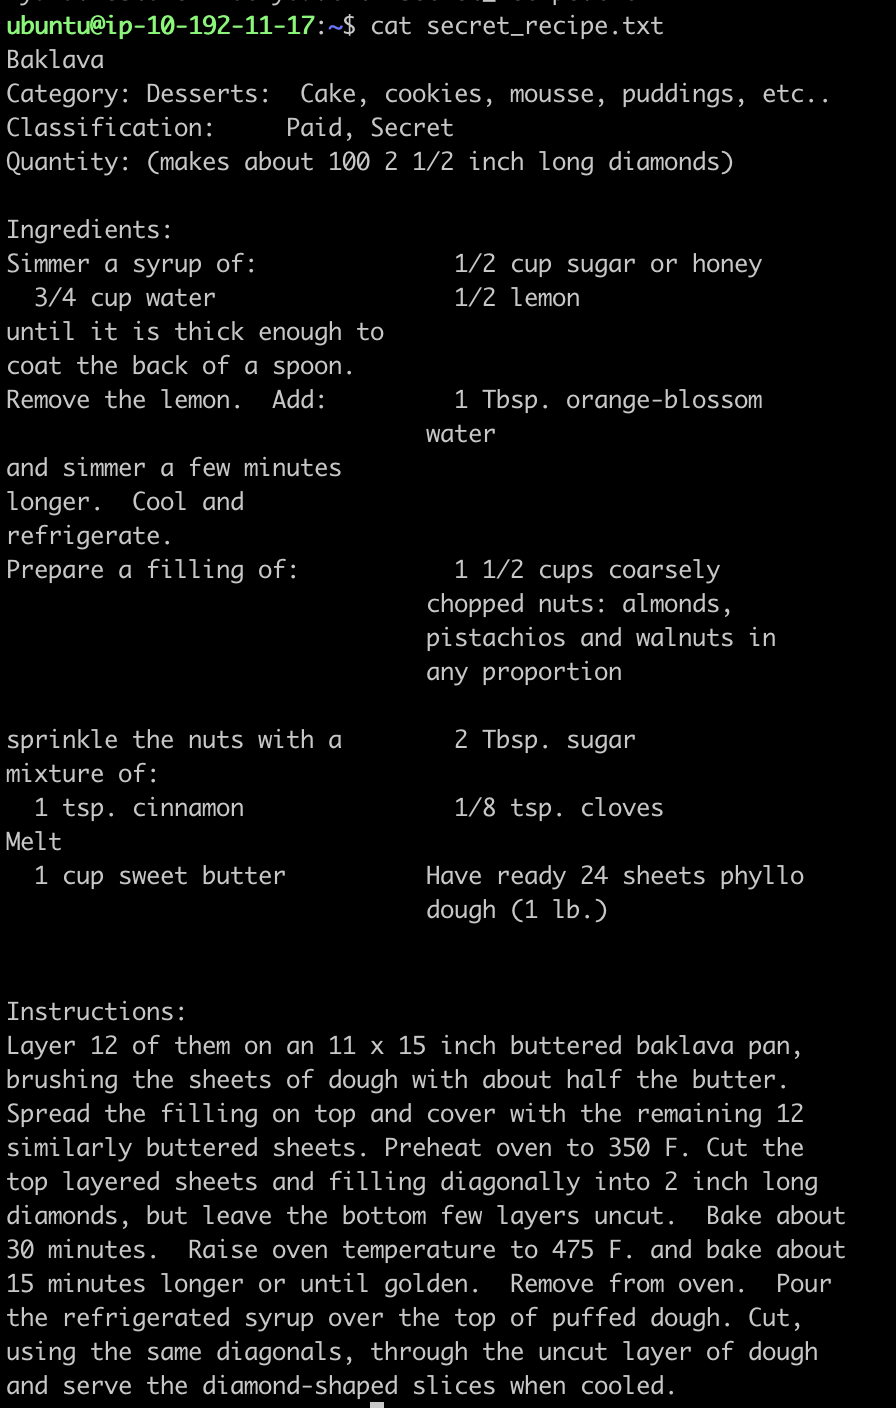 ubuntu@ip-10-192-11-17:~$ cat secret_recipe.txt
Baklava
Category: Desserts:  Cake, cookies, mousse, puddings, etc..
Classification:     Paid, Secret
Quantity: (makes about 100 2 1/2 inch long diamonds)

Ingredients:
Simmer a syrup of:              1/2 cup sugar or honey
  3/4 cup water                 1/2 lemon
until it is thick enough to
coat the back of a spoon.
Remove the lemon.  Add:         1 Tbsp. orange-blossom
                              water
and simmer a few minutes
longer.  Cool and
refrigerate.
Prepare a filling of:           1 1/2 cups coarsely
                              chopped nuts: almonds,
                              pistachios and walnuts in
                              any proportion

sprinkle the nuts with a        2 Tbsp. sugar
mixture of:
  1 tsp. cinnamon               1/8 tsp. cloves
Melt
  1 cup sweet butter          Have ready 24 sheets phyllo
                              dough (1 lb.)

Instructions:
Layer 12 of them on an 11 x 15 inch buttered baklava pan,
brushing the sheets of dough with about half the butter.
Spread the filling on top and cover with the remaining 12
similarly buttered sheets. Preheat oven to 350 F. Cut the
top layered sheets and filling diagonally into 2 inch long
diamonds, but leave the bottom few layers uncut.  Bake about
30 minutes.  Raise oven temperature to 475 F. and bake about
15 minutes longer or until golden.  Remove from oven.  Pour
the refrigerated syrup over the top of puffed dough. Cut,
using the same diagonals, through the uncut layer of dough
and serve the diamond-shaped slices when cooled.